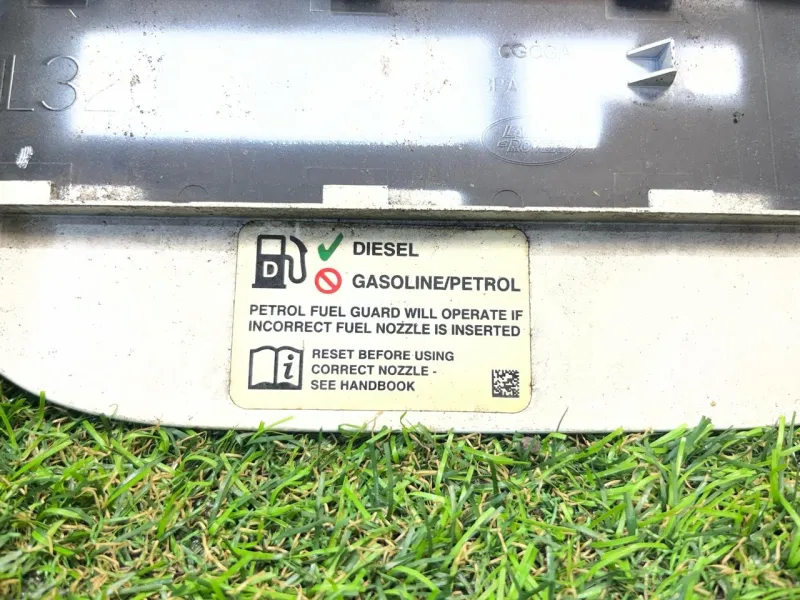 L32
LAND
ROVER
D
DIESEL
GASOLINE/PETROL
PETROL FUEL GUARD WILL OPERATE IF
INCORRECT FUEL NOZZLE IS INSERTED
i
RESET BEFORE USING
CORRECT NOZZLE -
SEE HANDBOOK